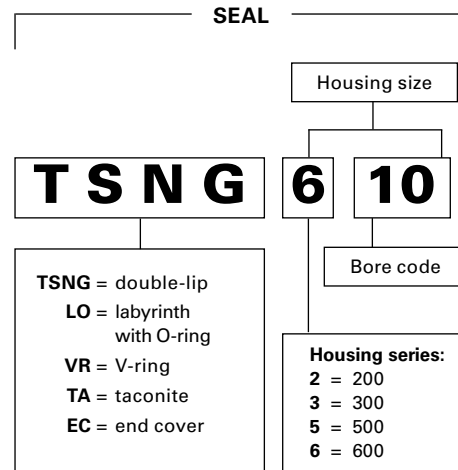 SEAL
Housing size
TSNG 6 10
Bore code
TSNG = double-lip
LO = labyrinth
with O-ring
VR = V-ring
TA = taconite
EC = end cover
Housing series:
2 = 200
3 = 300
5 = 500
6 = 600